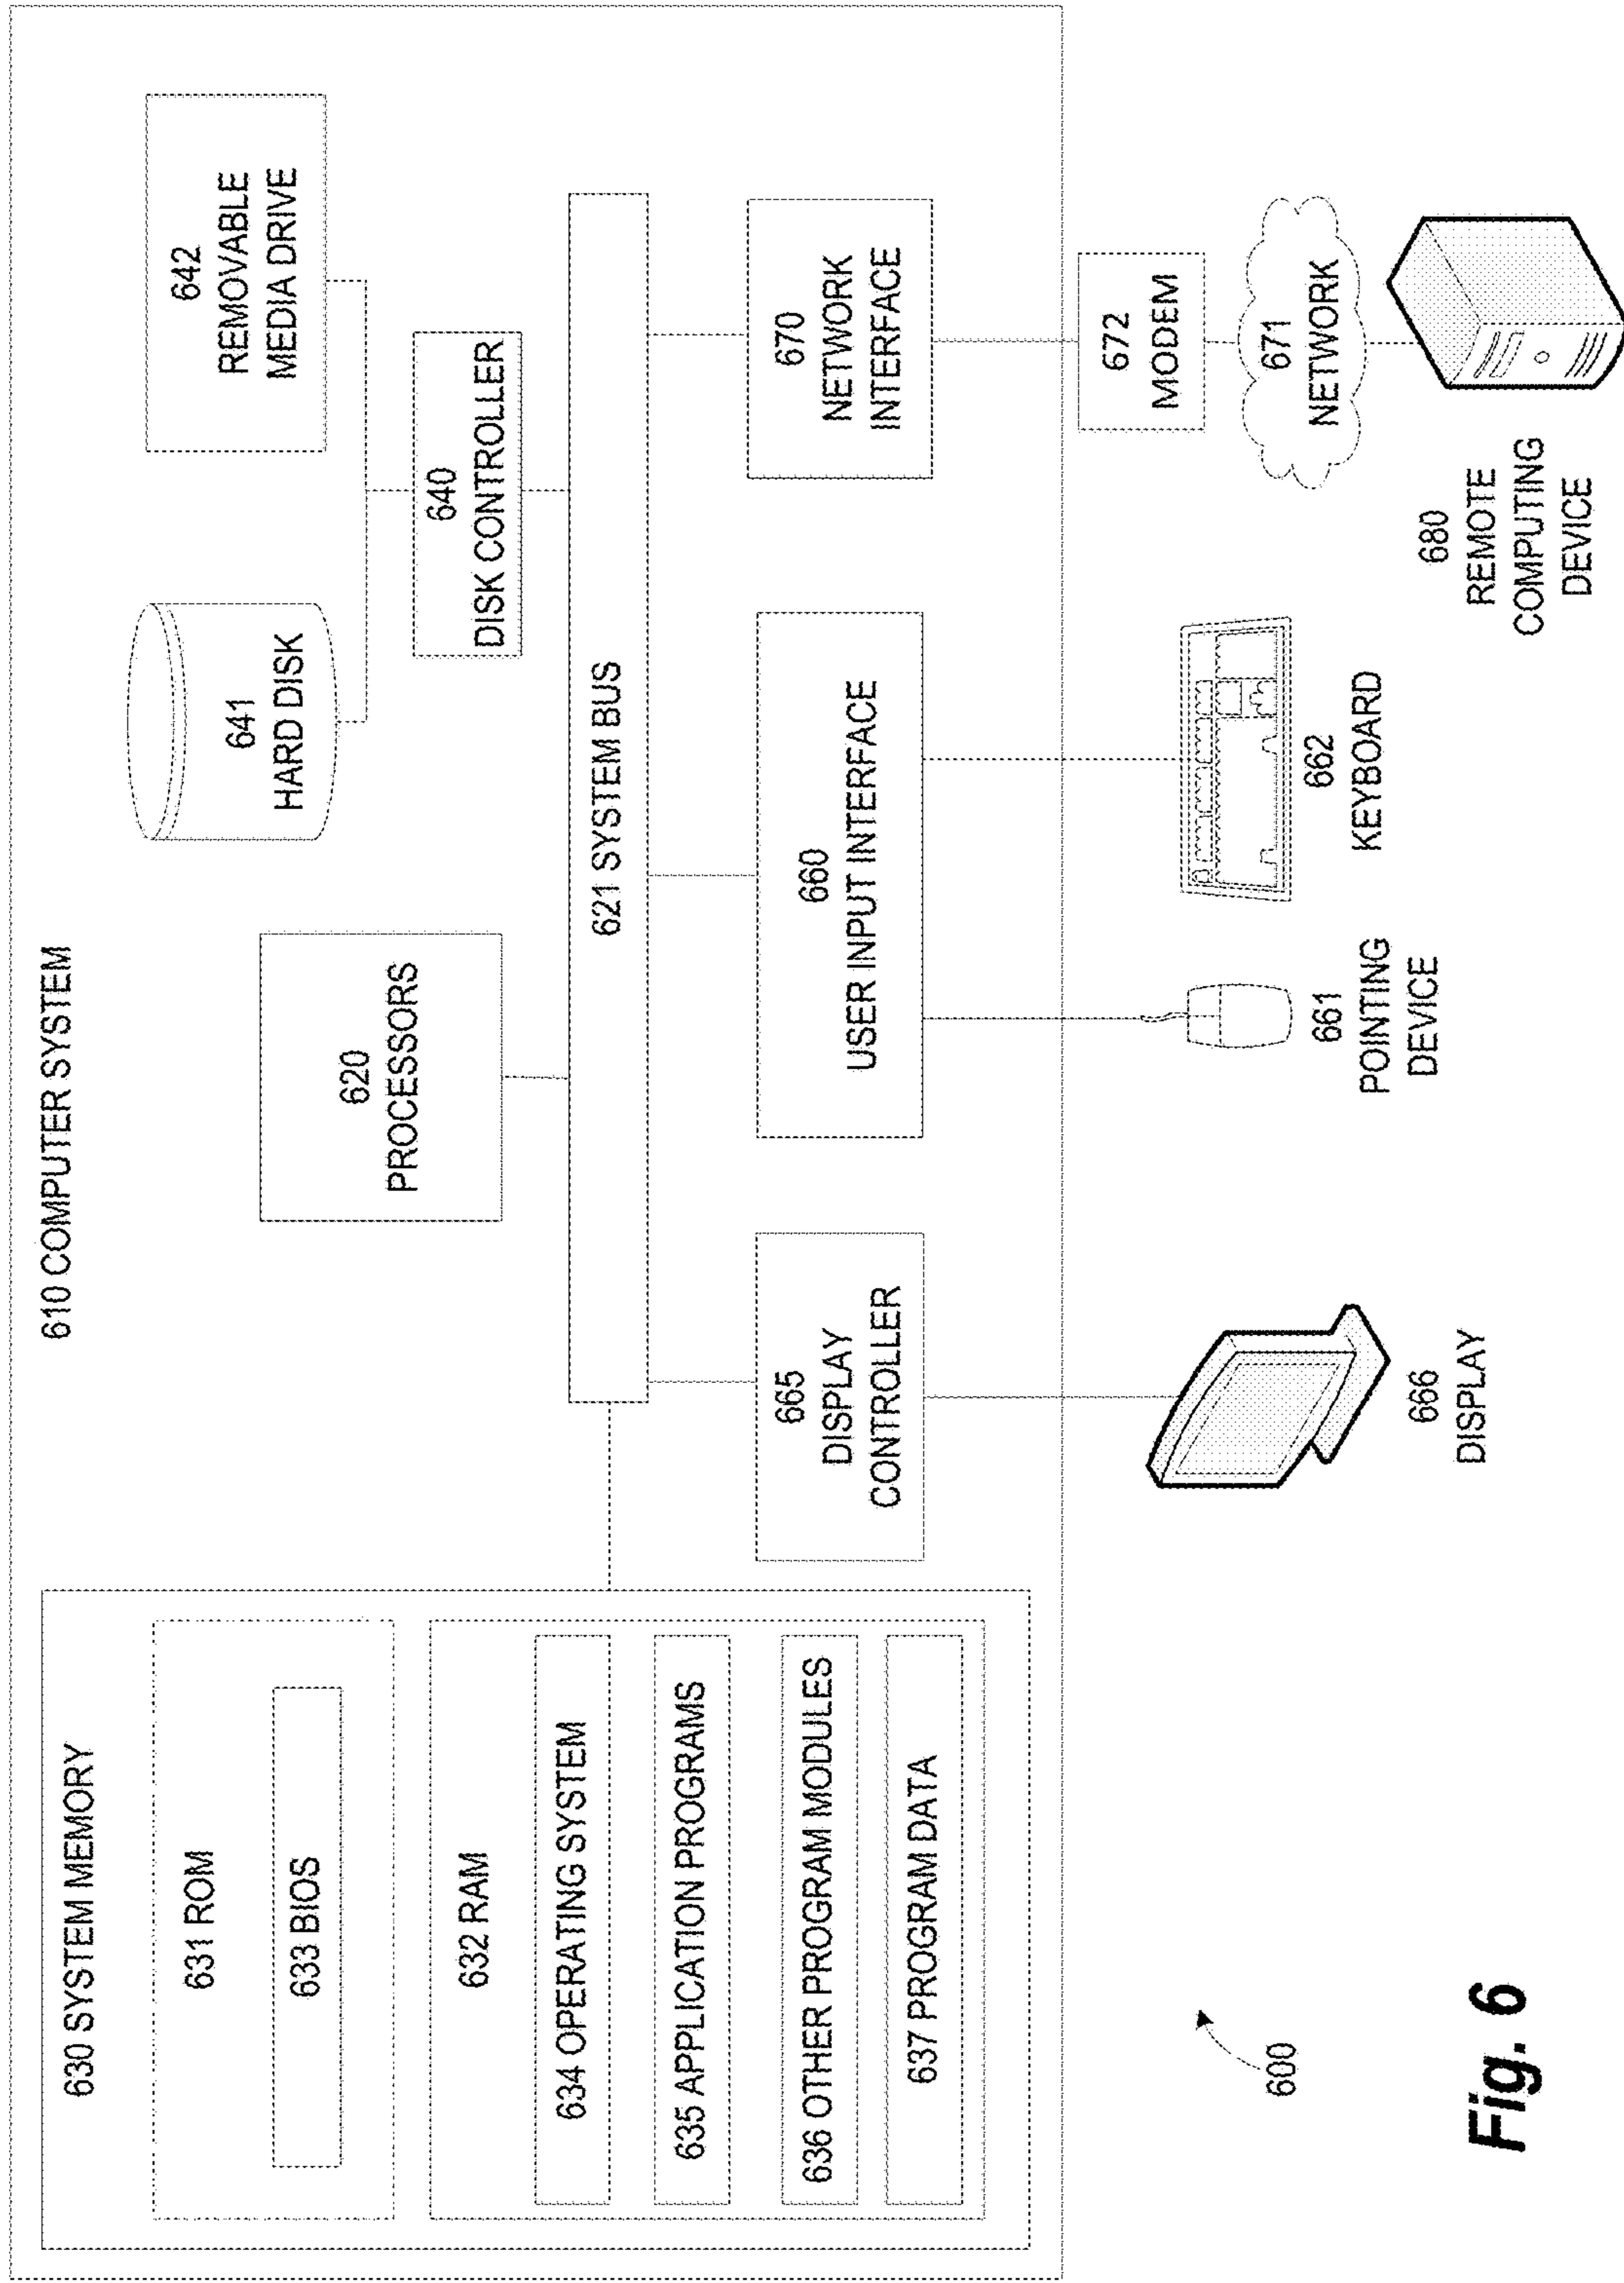 610 COMPUTER SYSTEM
630 SYSTEM MEMORY
631 ROM
633 BIOS
632 RAM
634 OPERATING SYSTEM
635 APPLICATION PROGRAMS
636 OTHER PROGRAM MODULES
637 PROGRAM DATA
620
PROCESSORS
641
HARD DISK
642
REMOVABLE
MEDIA DRIVE
640
DISK CONTROLLER
621 SYSTEM BUS
665
DISPLAY
CONTROLLER
660
USER INPUT INTERFACE
670
NETWORK
INTERFACE
672
MODEM
671
NETWORK
666
DISPLAY
661
POINTING
DEVICE
662
KEYBOARD
680
REMOTE
COMPUTING
DEVICE
600
Fig. 6